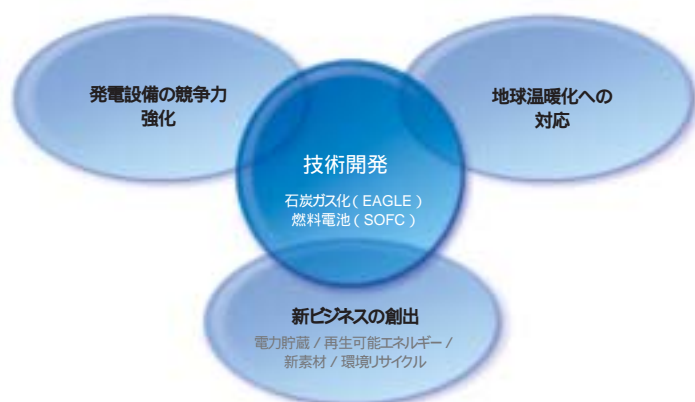 発電設備の競争力
強化
地球温暖化への
対応
技術開発
石炭ガス化(EAGLE)
燃料電池(SOFC)
新ビジネスの創出
電力貯蔵 / 再生可能エネルギー /
新素材 / 環境リサイクル